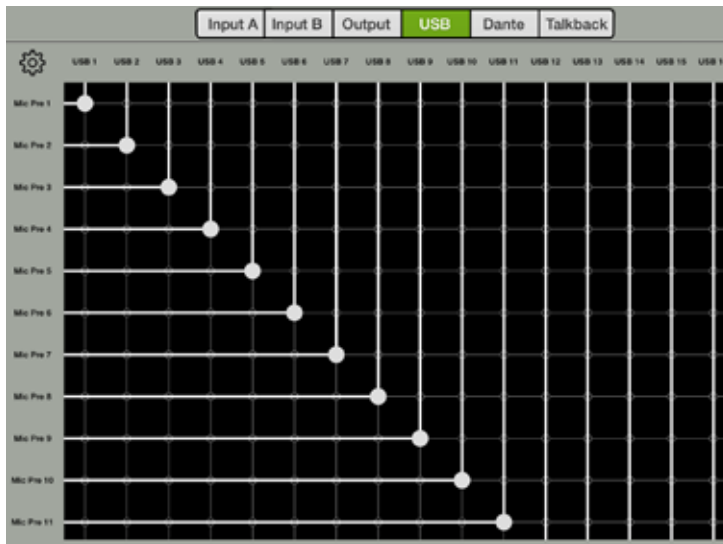 Input A Input B Output USB Dante Talkback
USB 1 USB 2 USB 3 USB 4 USB 5 USB 6 USB 7 USB 8 USB 9 USB 10 USB 11 USB 12 USB 13 USB 14 USB 15 USB 1
Mic Pre 1
Mic Pre 2
Mic Pre 3
Mic Pre 4
Mic Pre 5
Mic Pre 6
Mic Pre 7
Mic Pre 8
Mic Pre 9
Mic Pre 10
Mic Pre 11